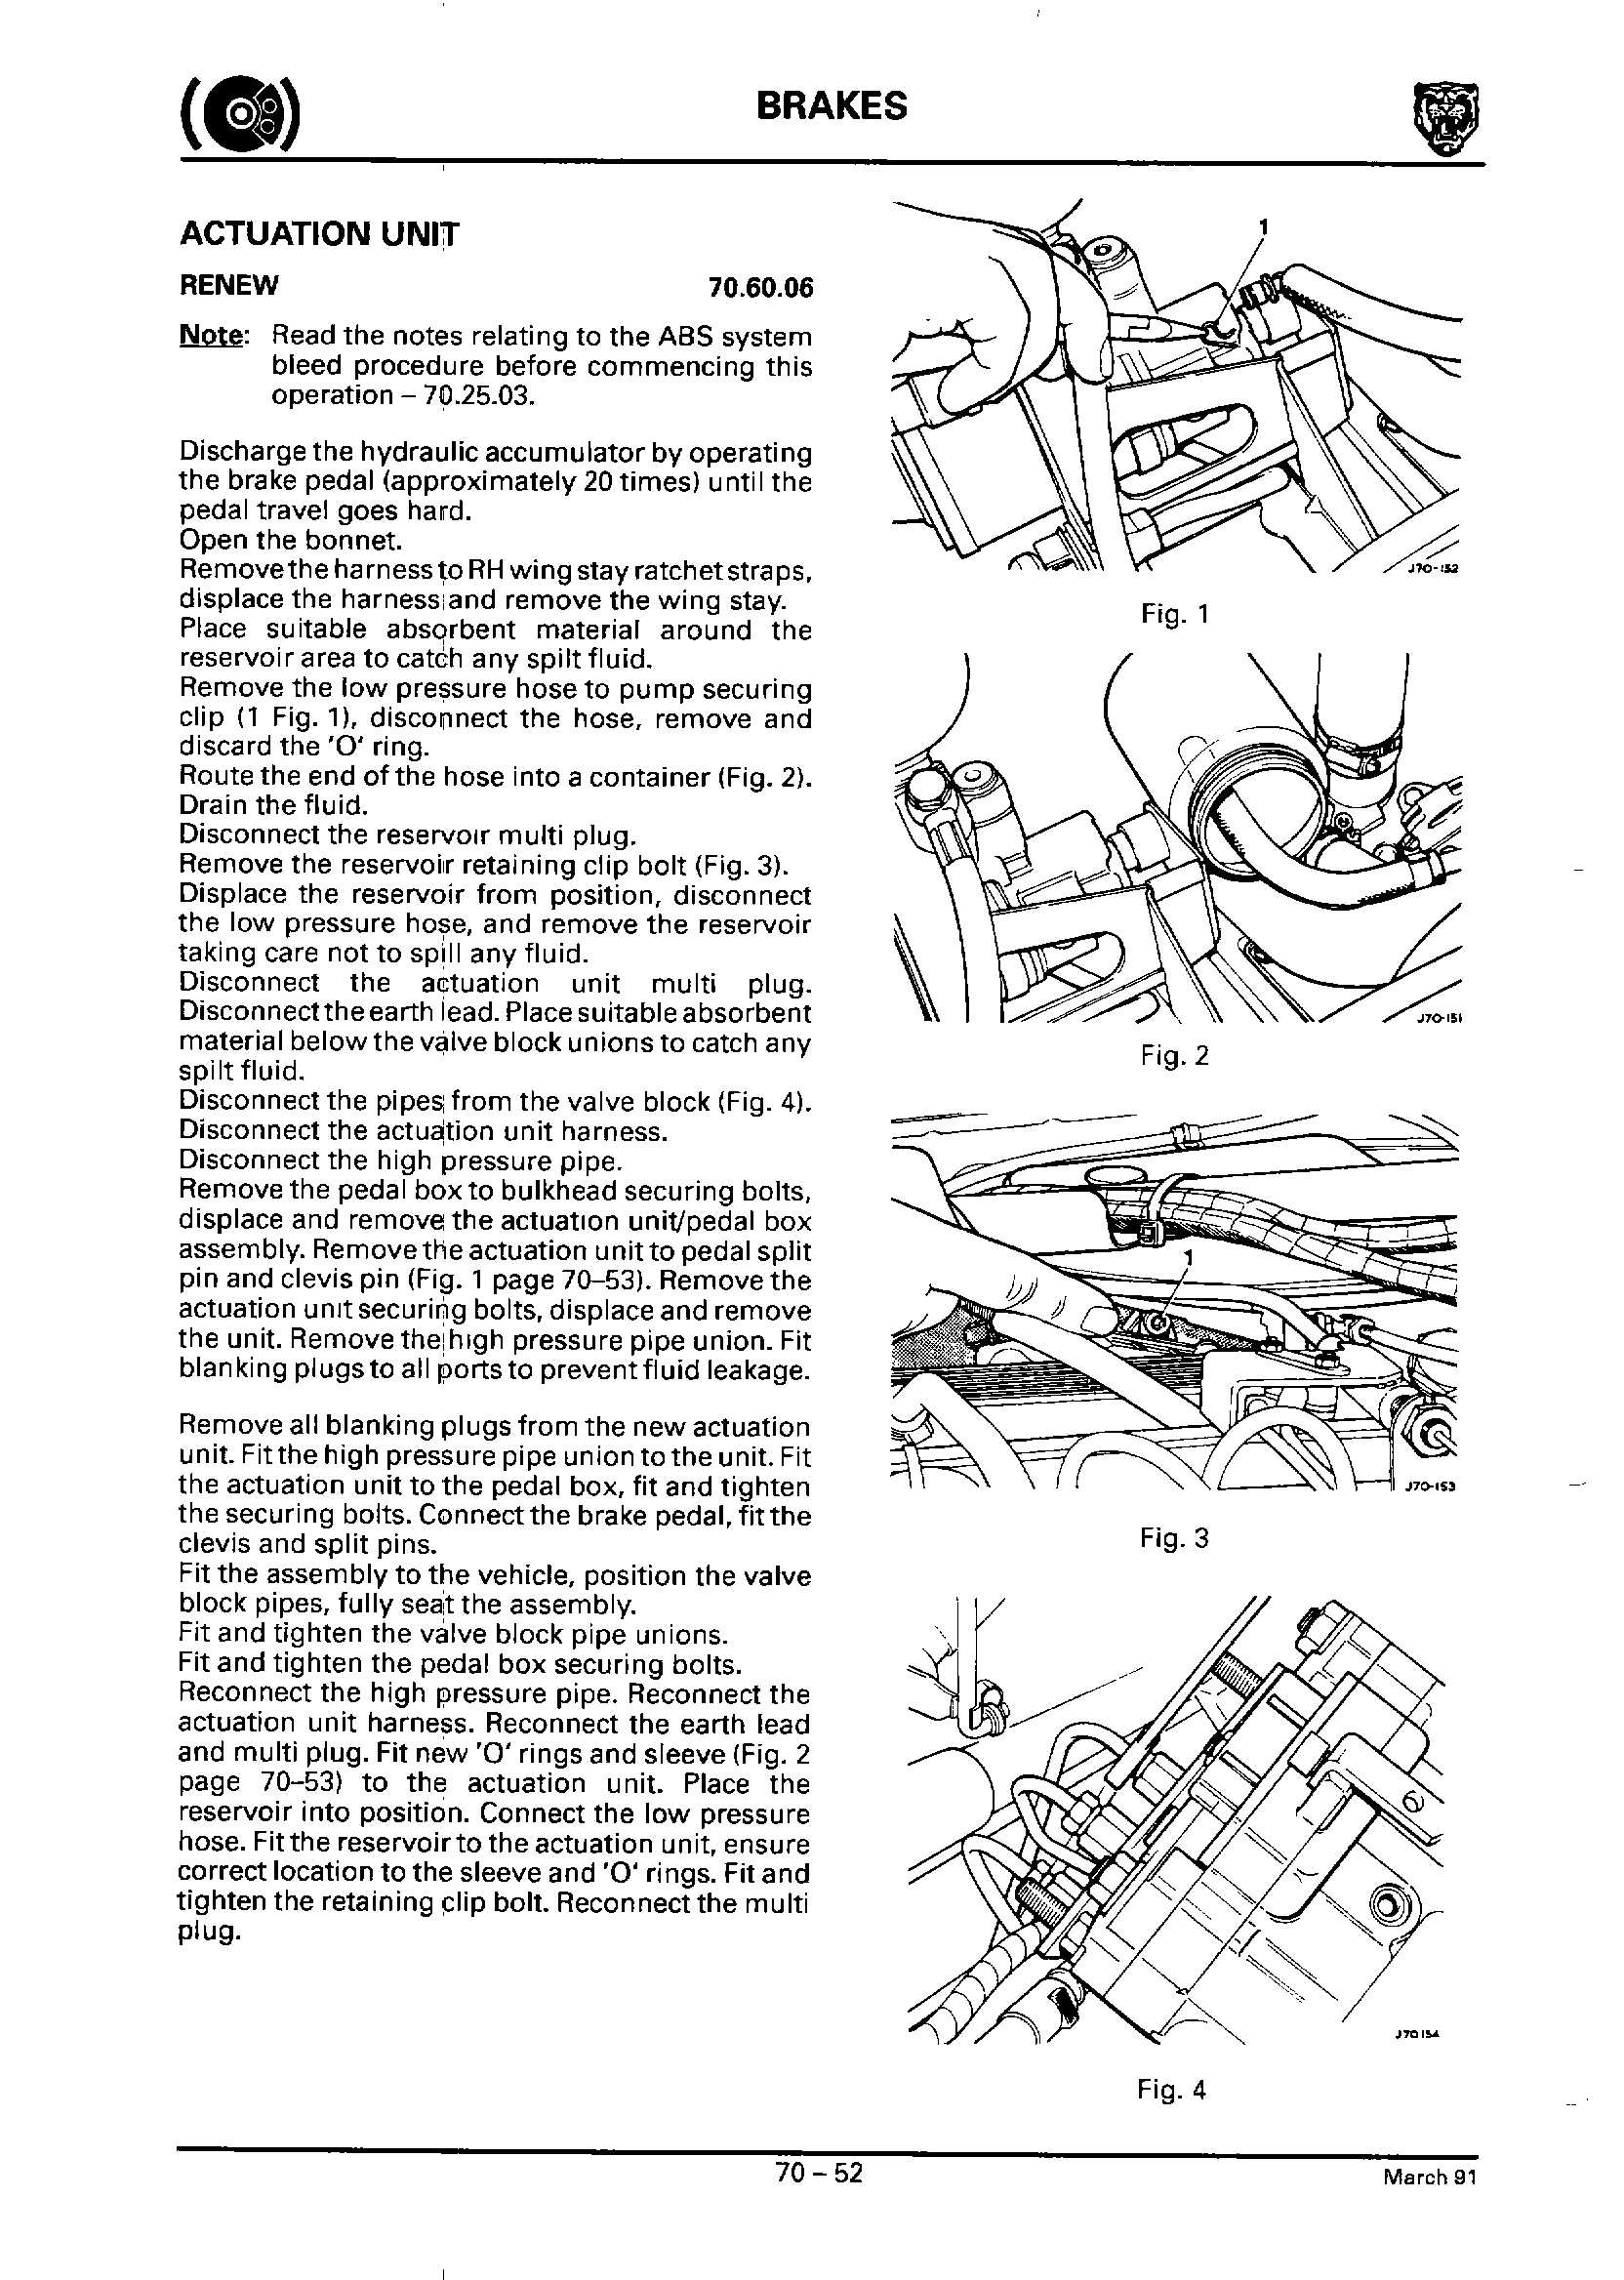 BRAKES
ACTUATION UNIT
RENEW 70.60.06
Note: Read the notes relating to the ABS system
bleed procedure before commencing this
operation – 70.25.03.
Discharge the hydraulic accumulator by operating
the brake pedal (approximately 20 times) until the
pedal travel goes hard.
Open the bonnet.
Remove the harness to RH wing stay ratchet straps,
displace the harness and remove the wing stay.
Place suitable absorbent material around the
reservoir area to catch any spilt fluid.
Remove the low pressure hose to pump securing
clip (1 Fig. 1), disconnect the hose, remove and
discard the 'O' ring.
Route the end of the hose into a container (Fig. 2).
Drain the fluid.
Disconnect the reservoir multi plug.
Remove the reservoir retaining clip bolt (Fig. 3).
Displace the reservoir from position, disconnect
the low pressure hose, and remove the reservoir
taking care not to spill any fluid.
Disconnect the actuation unit multi plug.
Disconnect the earth lead. Place suitable absorbent
material below the valve block unions to catch any
spilt fluid.
Disconnect the pipes from the valve block (Fig. 4).
Disconnect the actuation unit harness.
Disconnect the high pressure pipe.
Remove the pedal box to bulkhead securing bolts,
displace and remove the actuation unit/pedal box
assembly. Remove the actuation unit to pedal split
pin and clevis pin (Fig. 1 page 70–53). Remove the
actuation unit securing bolts, displace and remove
the unit. Remove the high pressure pipe union. Fit
blanking plugs to all ports to prevent fluid leakage.
Remove all blanking plugs from the new actuation
unit. Fit the high pressure pipe union to the unit. Fit
the actuation unit to the pedal box, fit and tighten
the securing bolts. Connect the brake pedal, fit the
clevis and split pins.
Fit the assembly to the vehicle, position the valve
block pipes, fully seat the assembly.
Fit and tighten the valve block pipe unions.
Fit and tighten the pedal box securing bolts.
Reconnect the high pressure pipe. Reconnect the
actuation unit harness. Reconnect the earth lead
and multi plug. Fit new 'O' rings and sleeve (Fig. 2
page 70–53) to the actuation unit. Place the
reservoir into position. Connect the low pressure
hose. Fit the reservoir to the actuation unit, ensure
correct location to the sleeve and 'O' rings. Fit and
tighten the retaining clip bolt. Reconnect the multi
plug.
1
J70-152
Fig. 1
J70-151
Fig. 2
1
J70-153
Fig. 3
6
J70 154
Fig. 4
70 – 52
March 91